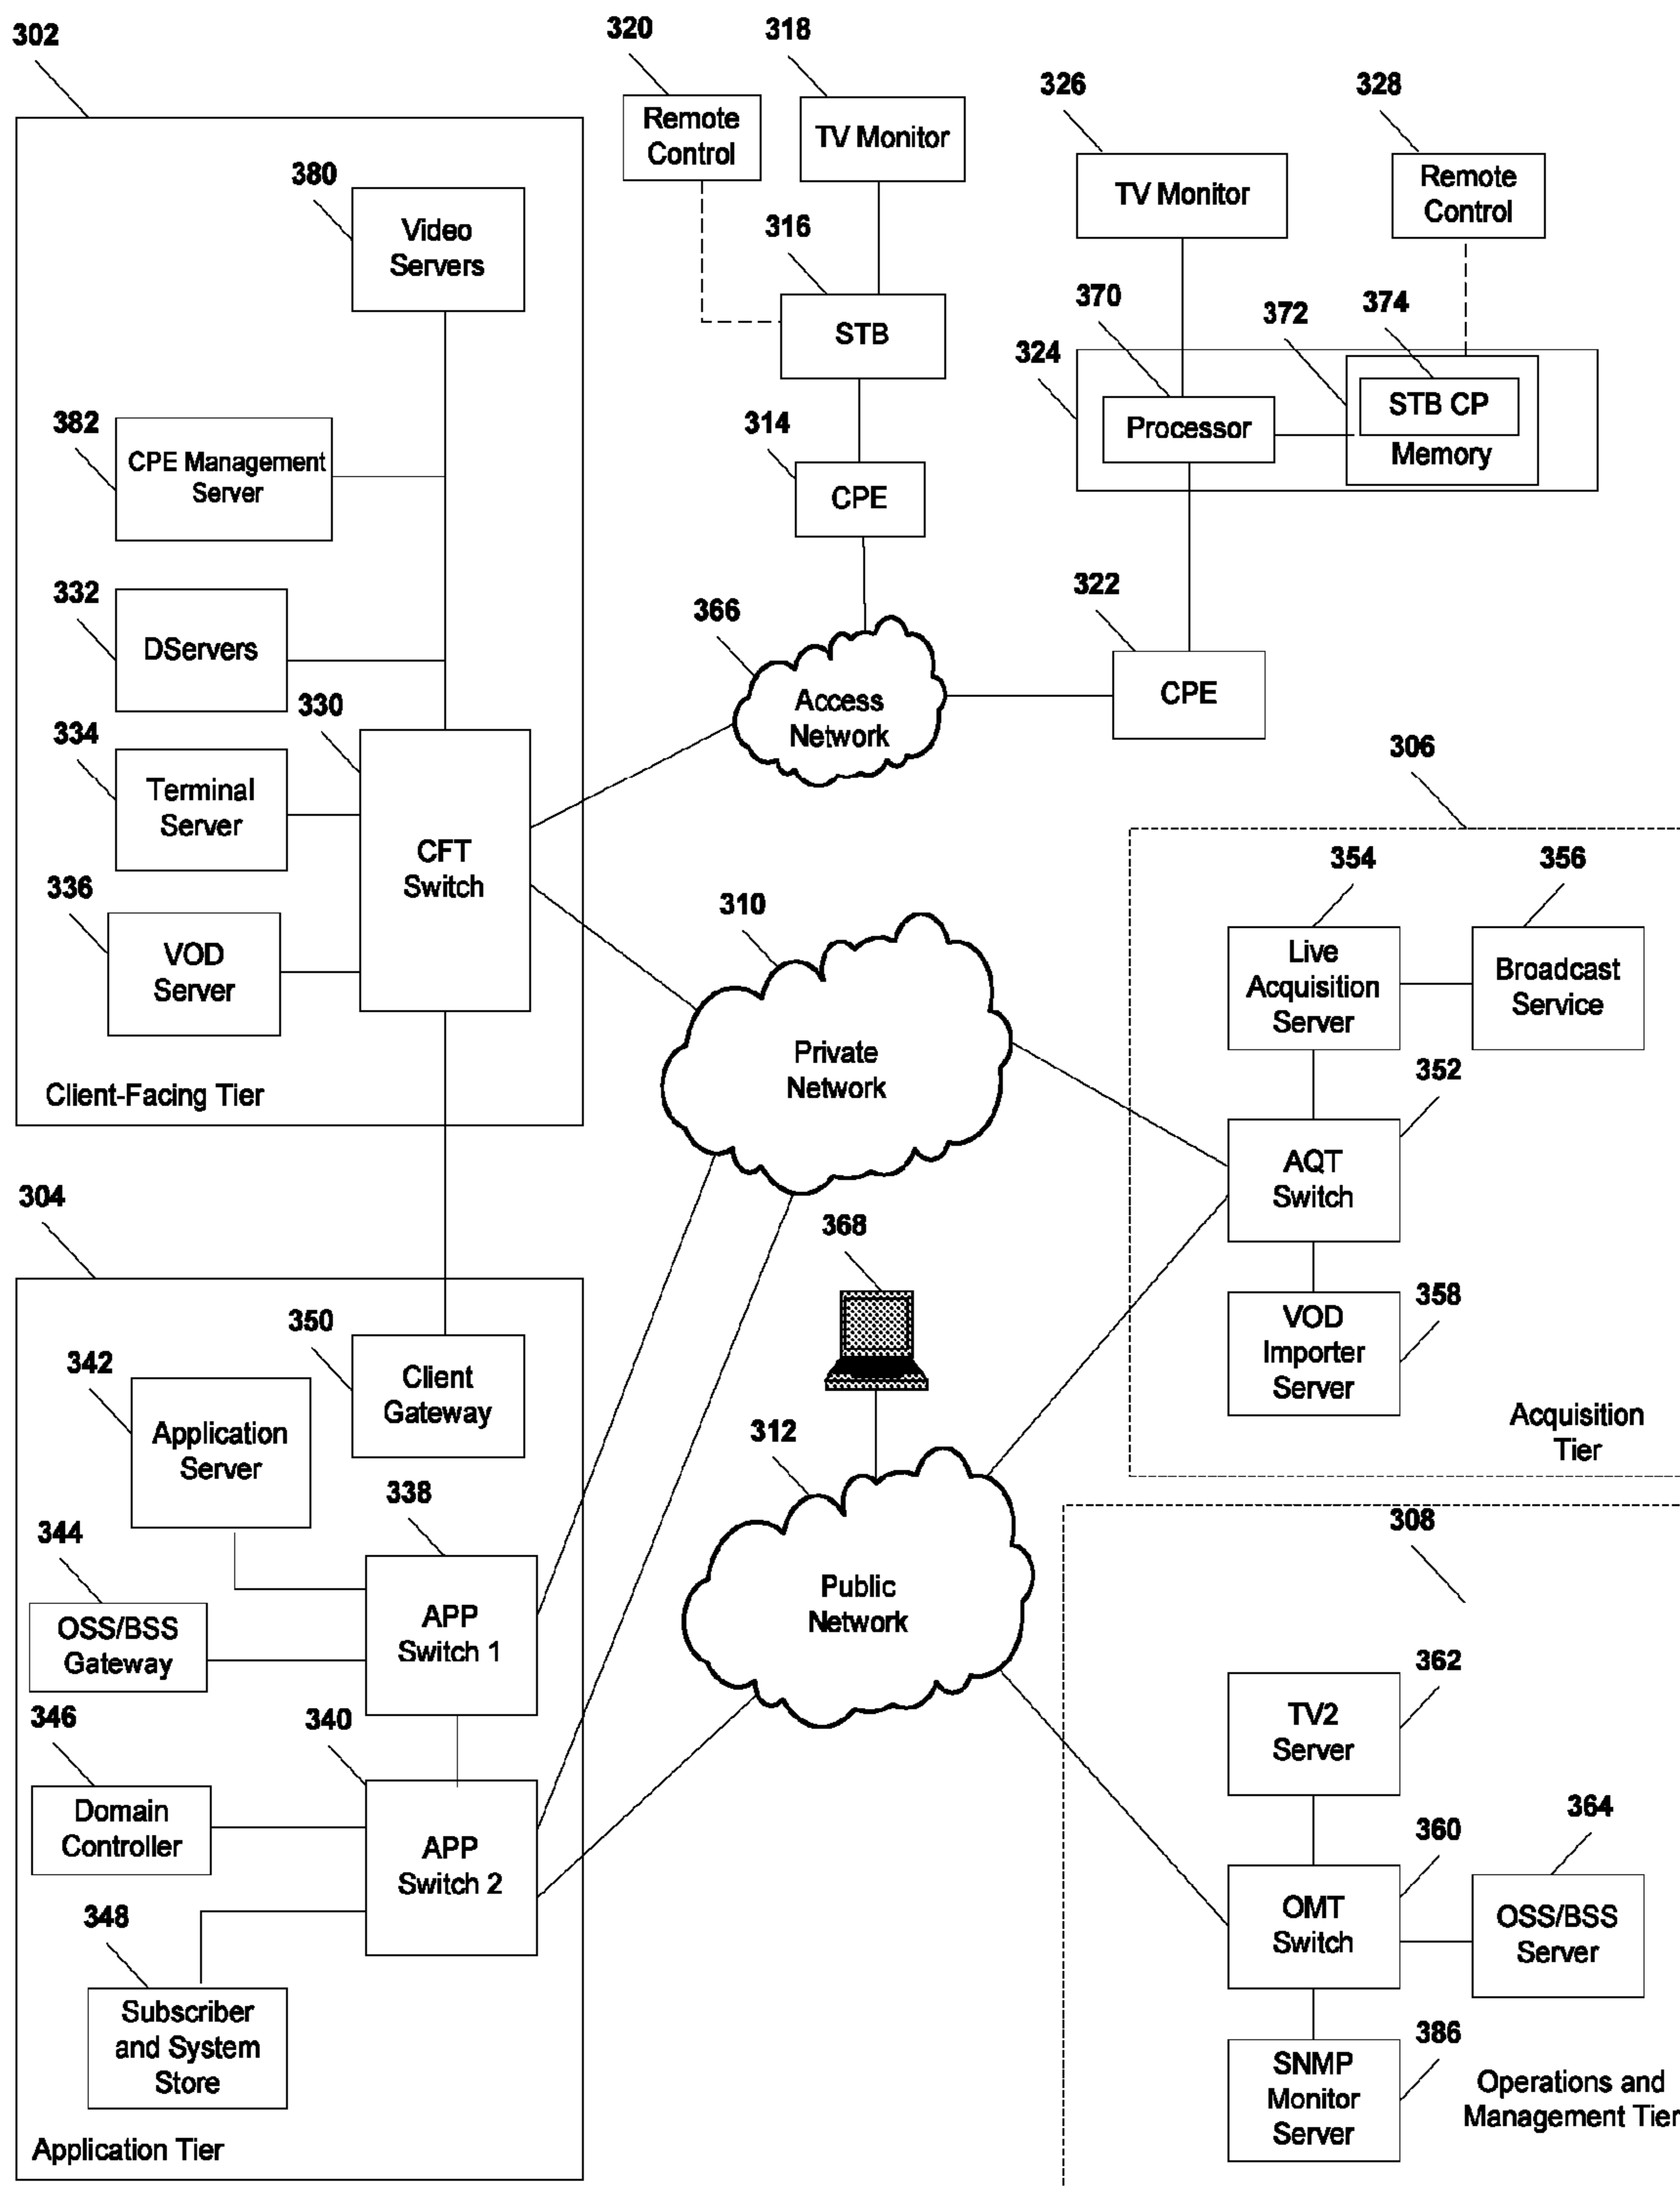 302
320
318
326
328
Remote
Control
TV Monitor
TV Monitor
Remote
Control
380
Video
Servers
316
STB
370
372
374
324
Processor
STB CP
Memory
382
CPE Management
Server
314
CPE
332
DServers
366
Access
Network
322
CPE
330
334
Terminal
Server
CFT
Switch
336
VOD
Server
Client-Facing Tier
306
354
356
Live
Acquisition
Server
Broadcast
Service
310
Private
Network
352
AQT
Switch
358
VOD
Importer
Server
Acquisition
Tier
304
368
350
Client
Gateway
342
Application
Server
312
Public
Network
338
APP
Switch 1
344
OSS/BSS
Gateway
346
Domain
Controller
340
APP
Switch 2
348
Subscriber
and System
Store
Application Tier
308
362
TV2
Server
360
OMT
Switch
364
OSS/BSS
Server
386
SNMP
Monitor
Server
Operations and
Management Tier